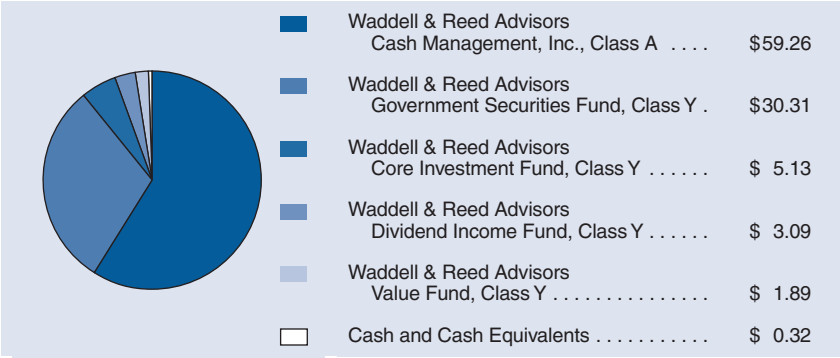 Waddell & Reed Advisors
Cash Management, Inc., Class A .... $59.26
Waddell & Reed Advisors
Government Securities Fund, Class Y . $30.31
Waddell & Reed Advisors
Core Investment Fund, Class Y ...... $ 5.13
Waddell & Reed Advisors
Dividend Income Fund, Class Y ...... $ 3.09
Waddell & Reed Advisors
Value Fund, Class Y ............... $ 1.89
Cash and Cash Equivalents ........... $ 0.32